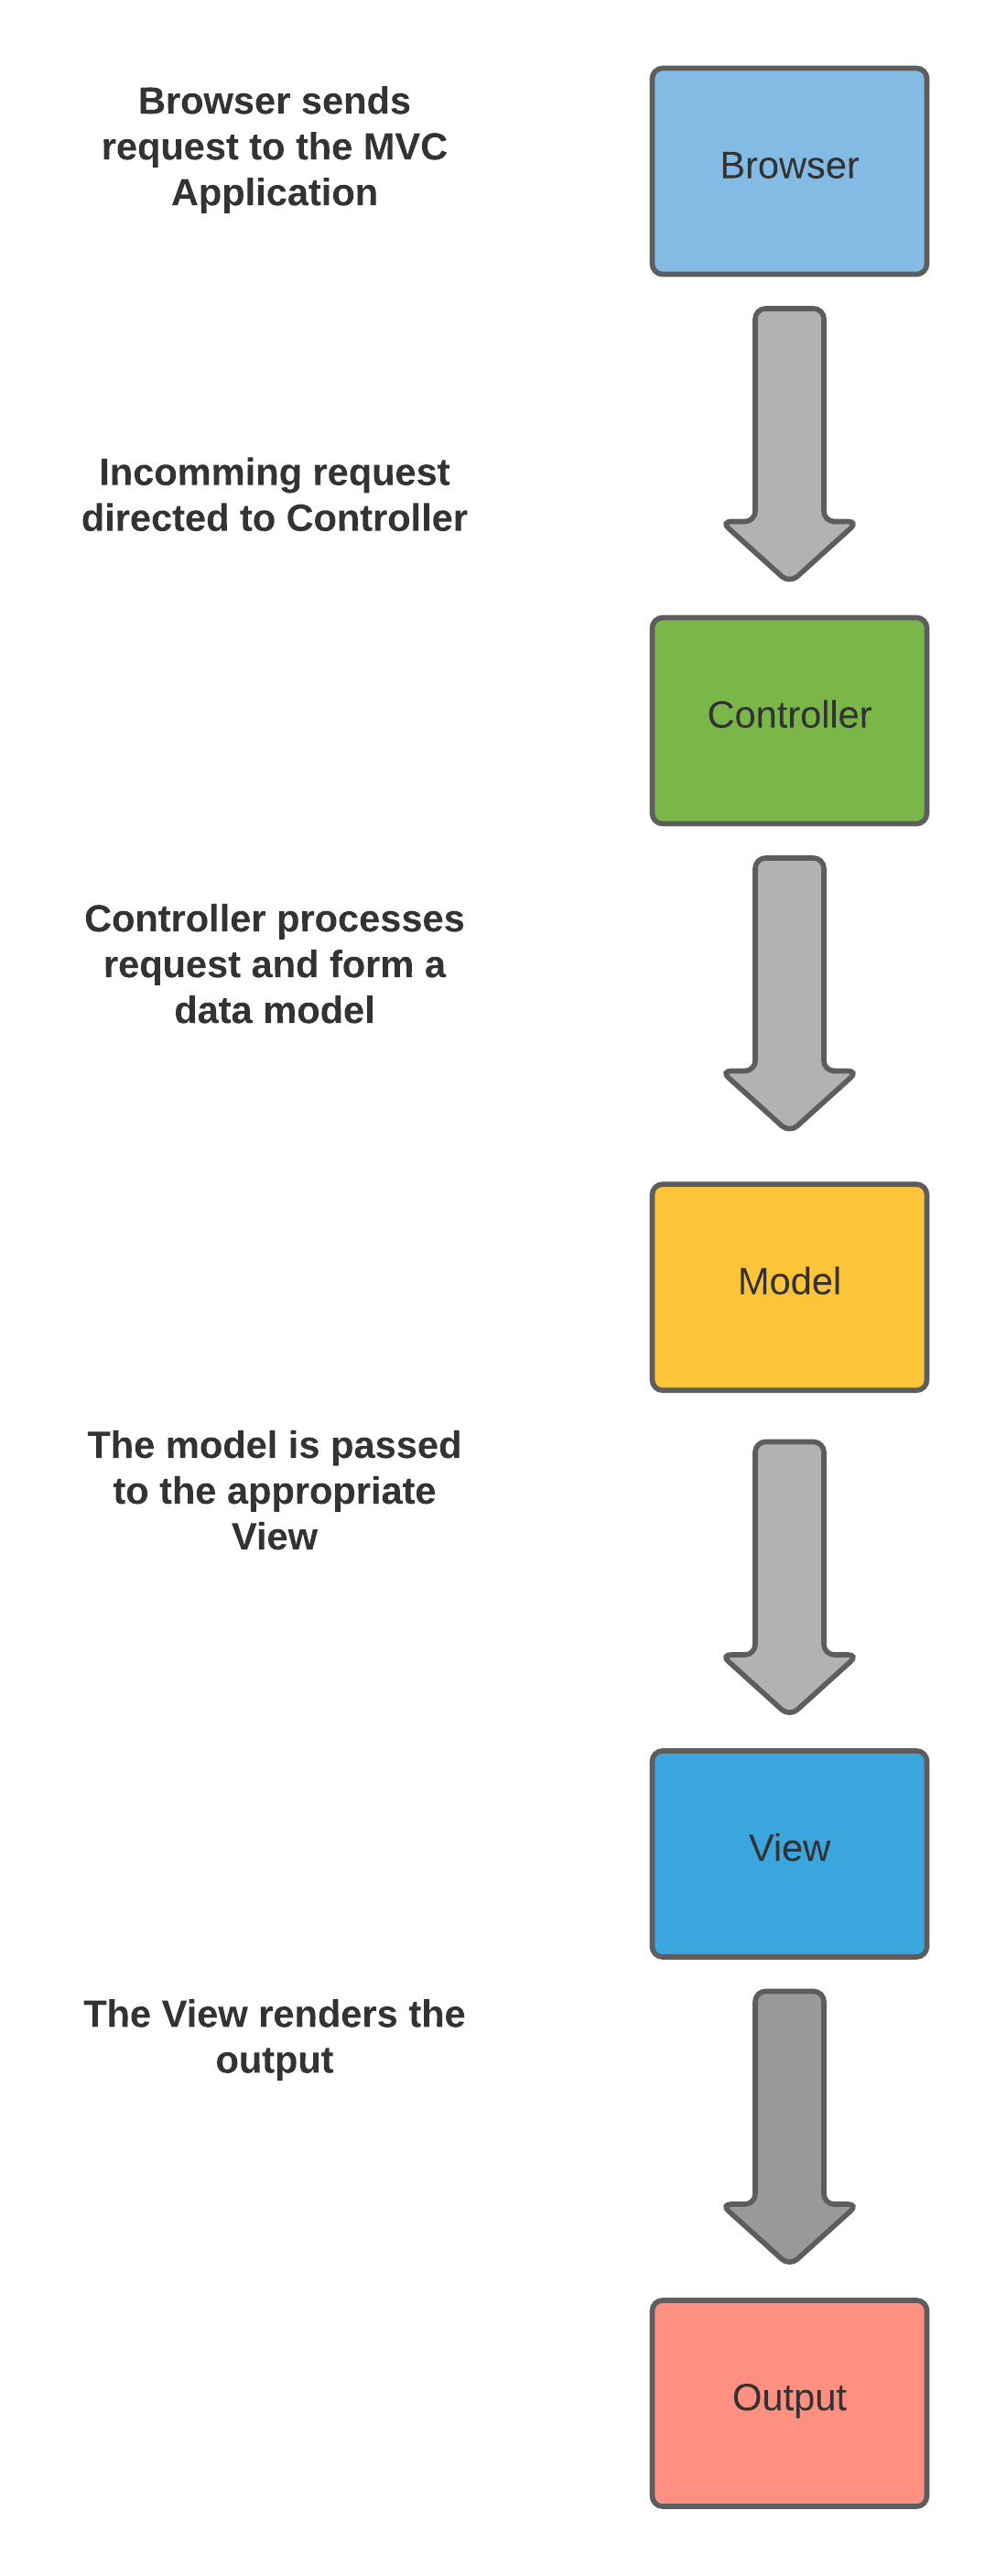 Browser sends
request to the MVC
Application
Browser
Incomming request
directed to Controller
Controller
Controller processes
request and form a
data model
Model
The model is passed
to the appropriate
View
View
The View renders the
output
Output